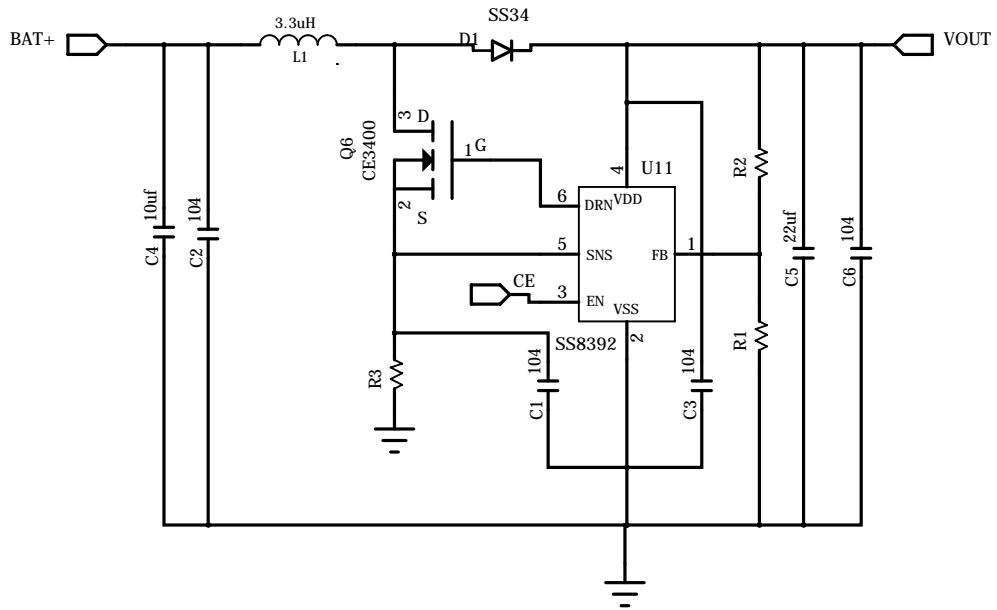 SS34
3.3uH
BAT+
D1
VOUT
L1
3
D
Q6
CE3400
1
G
2
S
4
U11
R2
6
DRN
VDD
10uf
C4
104
C2
5
SNS
FB
1
22uf
C5
104
C6
CE
3
EN
VSS
2
SS8392
R1
R3
104
C1
104
C3